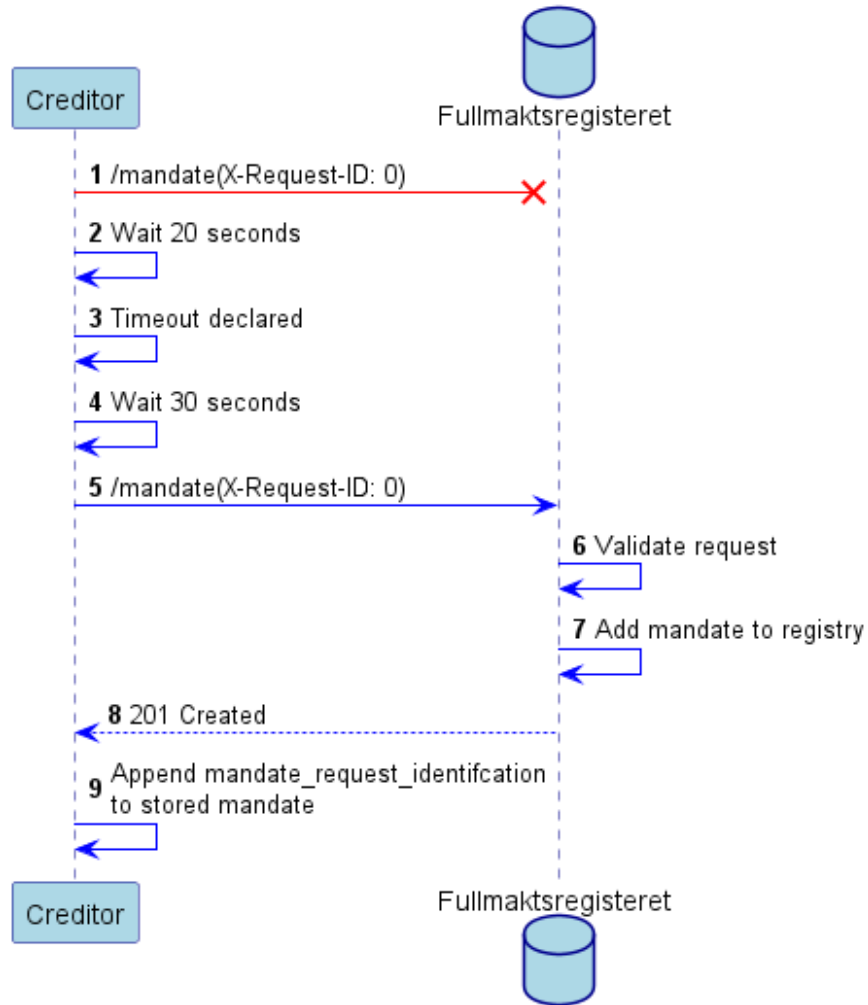 Fullmaktsregisteret
Creditor
1 /mandate(X-Request-ID: 0)
2 Wait 20 seconds
3 Timeout declared
4 Wait 30 seconds
5 /mandate(X-Request-ID: 0)
6 Validate request
7 Add mandate to registry
8 201 Created
9 Append mandate_request_identifcation
to stored mandate
Creditor
Fullmaktsregisteret